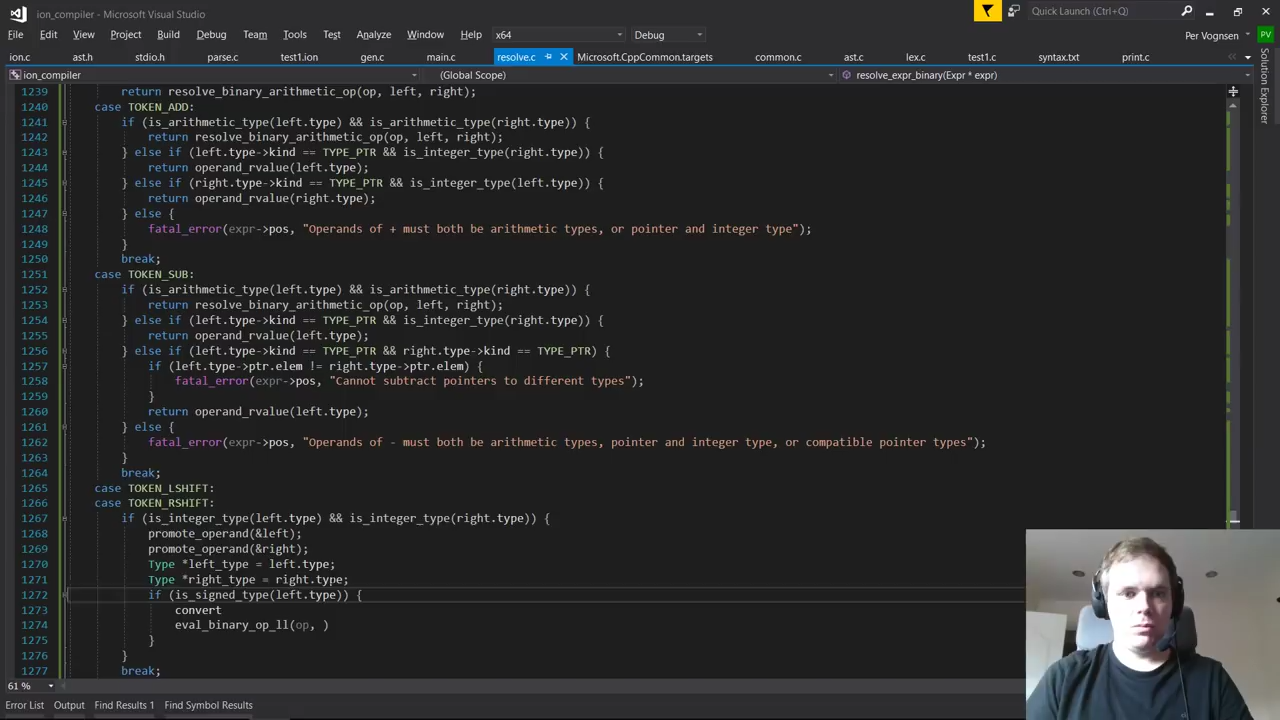 ion_compiler - Microsoft Visual Studio
Quick Launch (Ctrl+Q)
File Edit View Project Build Debug Team Tools Test Analyze Window Help x64 Debug
Per Vognsen PV
ion.c ast.h stdio.h parse.c test1.ion gen.c main.c resolve.c Microsoft.CppCommon.targets common.c ast.c lex.c test1.c syntax.txt print.c
Solution Explorer
ion_compiler (Global Scope) resolve_expr_binary(Expr * expr)
1239 return resolve_binary_arithmetic_op(op, left, right);
1240 case TOKEN_ADD:
1241 if (is_arithmetic_type(left.type) && is_arithmetic_type(right.type)) {
1242 return resolve_binary_arithmetic_op(op, left, right);
1243 } else if (left.type->kind == TYPE_PTR && is_integer_type(right.type)) {
1244 return operand_rvalue(left.type);
1245 } else if (right.type->kind == TYPE_PTR && is_integer_type(left.type)) {
1246 return operand_rvalue(right.type);
1247 } else {
1248 fatal_error(expr->pos, "Operands of + must both be arithmetic types, or pointer and integer type");
1249 }
1250 break;
1251 case TOKEN_SUB:
1252 if (is_arithmetic_type(left.type) && is_arithmetic_type(right.type)) {
1253 return resolve_binary_arithmetic_op(op, left, right);
1254 } else if (left.type->kind == TYPE_PTR && is_integer_type(right.type)) {
1255 return operand_rvalue(left.type);
1256 } else if (left.type->kind == TYPE_PTR && right.type->kind == TYPE_PTR) {
1257 if (left.type->ptr.elem != right.type->ptr.elem) {
1258 fatal_error(expr->pos, "Cannot subtract pointers to different types");
1259 }
1260 return operand_rvalue(left.type);
1261 } else {
1262 fatal_error(expr->pos, "Operands of - must both be arithmetic types, pointer and integer type, or compatible pointer types");
1263 }
1264 break;
1265 case TOKEN_LSHIFT:
1266 case TOKEN_RSHIFT:
1267 if (is_integer_type(left.type) && is_integer_type(right.type)) {
1268 promote_operand(&left);
1269 promote_operand(&right);
1270 Type *left_type = left.type;
1271 Type *right_type = right.type;
1272 if (is_signed_type(left.type)) {
1273 convert
1274 eval_binary_op_ll(op, )
1275 }
1276 }
1277 break;
61 %
Error List Output Find Results 1 Find Symbol Results